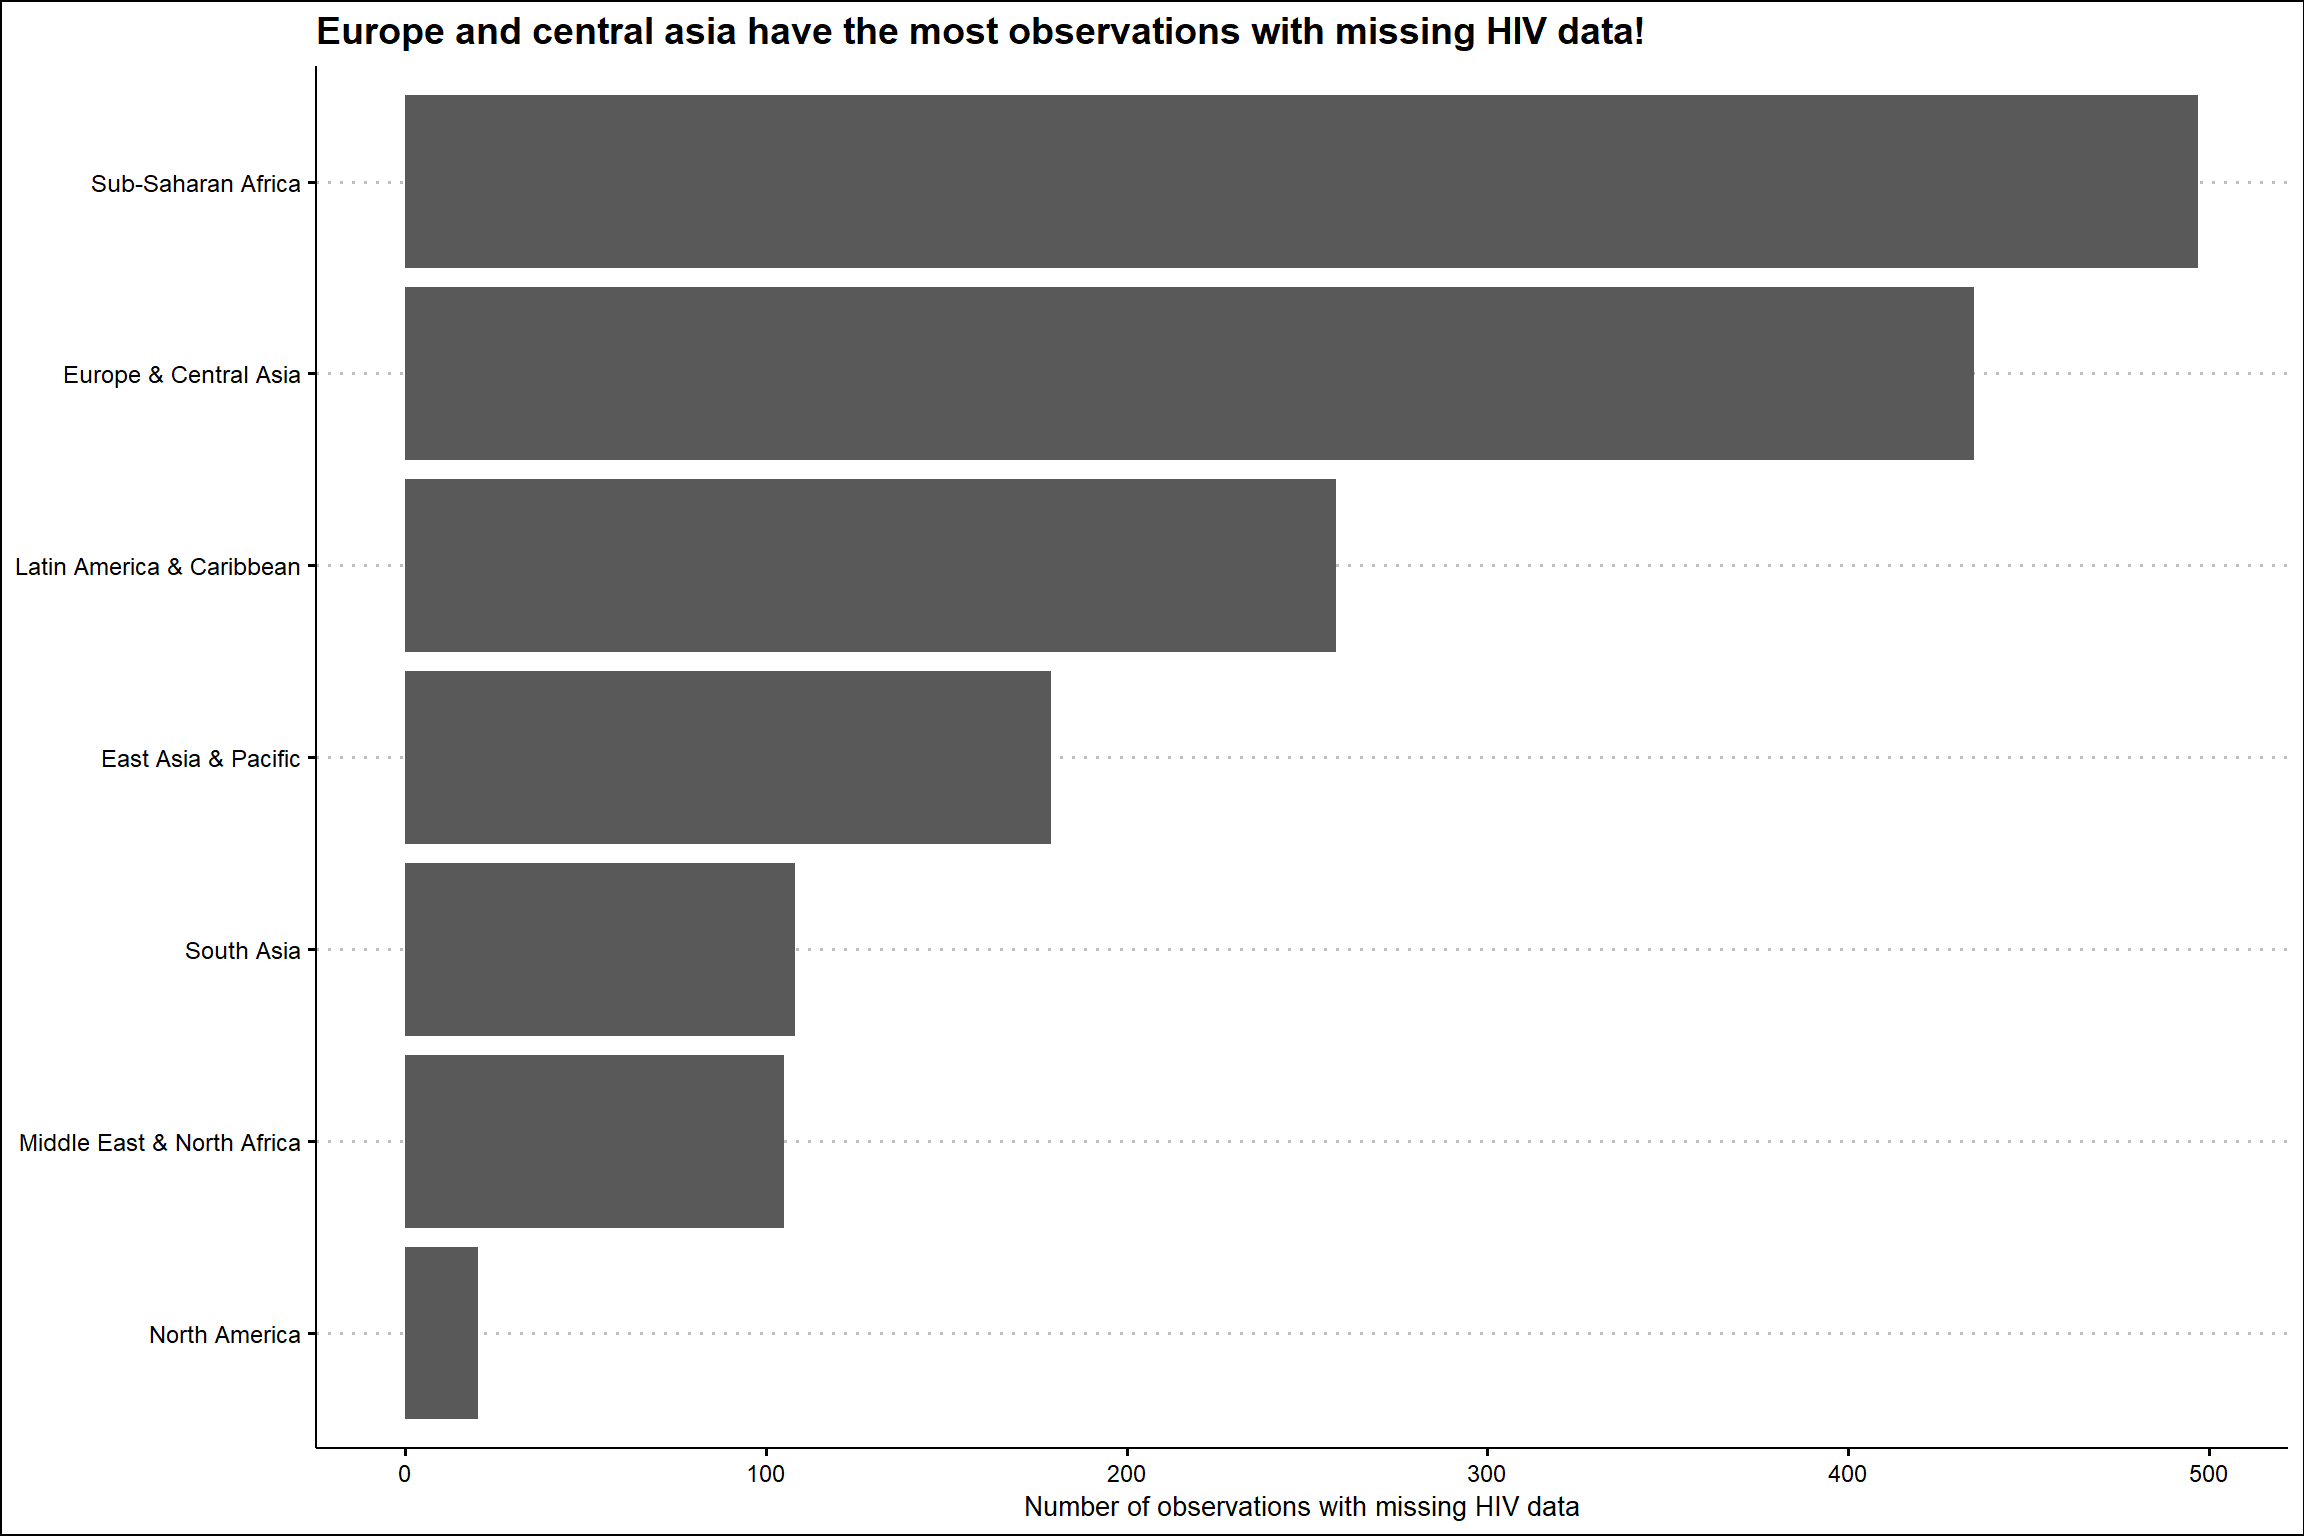 Europe and central asia have the most observations with missing HIV data!
Sub-Saharan Africa
Europe & Central Asia
Latin America & Caribbean
East Asia & Pacific
South Asia
Middle East & North Africa
North America
0 100 200 300 400 500
Number of observations with missing HIV data